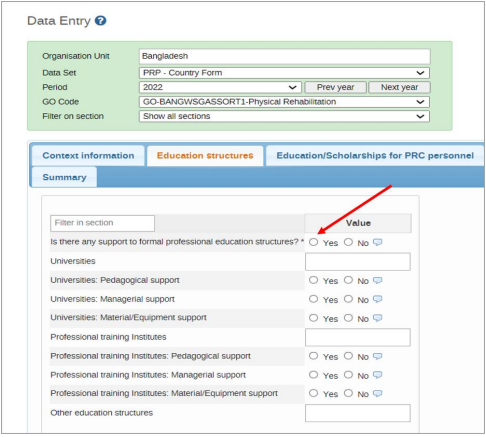 Data Entry
Organisation Unit Bangladesh
Data Set PRP - Country Form
Period 2022 Prev year Next year
GO Code GO-BANGWSGASSORT1-Physical Rehabilitation
Filter on section Show all sections
Context information Education structures Education/Scholarships for PRC personnel
Summary
Filter in section Value
Is there any support to formal professional education structures? * Yes No
Universities
Universities: Pedagogical support Yes No
Universities: Managerial support Yes No
Universities: Material/Equipment support Yes No
Professional training Institutes
Professional training Institutes: Pedagogical support Yes No
Professional training Institutes: Managerial support Yes No
Professional training Institutes: Material/Equipment support Yes No
Other education structures